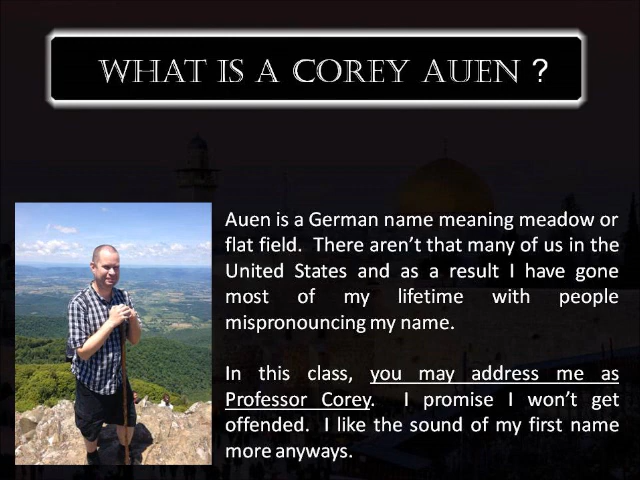 WHAT IS A COREY AUEN ?
Auen is a German name meaning meadow or
flat field. There aren't that many of us in the
United States and as a result I have gone
most of my lifetime with people
mispronouncing my name.
In this class, you may address me as
Professor Corey. I promise I won't get
offended. I like the sound of my first name
more anyways.